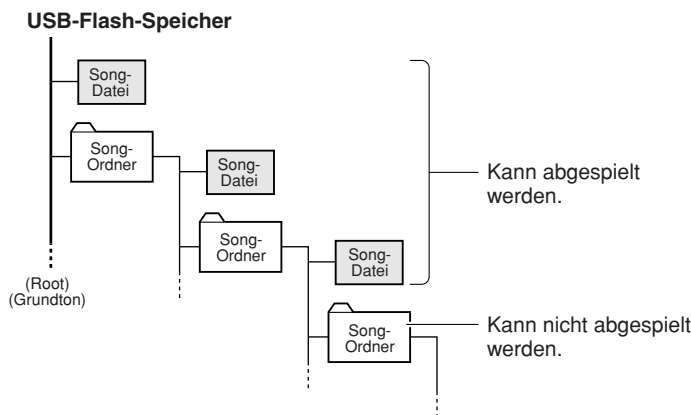 USB-Flash-Speicher
Song-
Datei
Song-
Ordner
Song-
Datei
Kann abgespielt
werden.
Song-
Ordner
Song-
Datei
(Root)
(Grundton)
Song-
Ordner
Kann nicht abgespielt
werden.